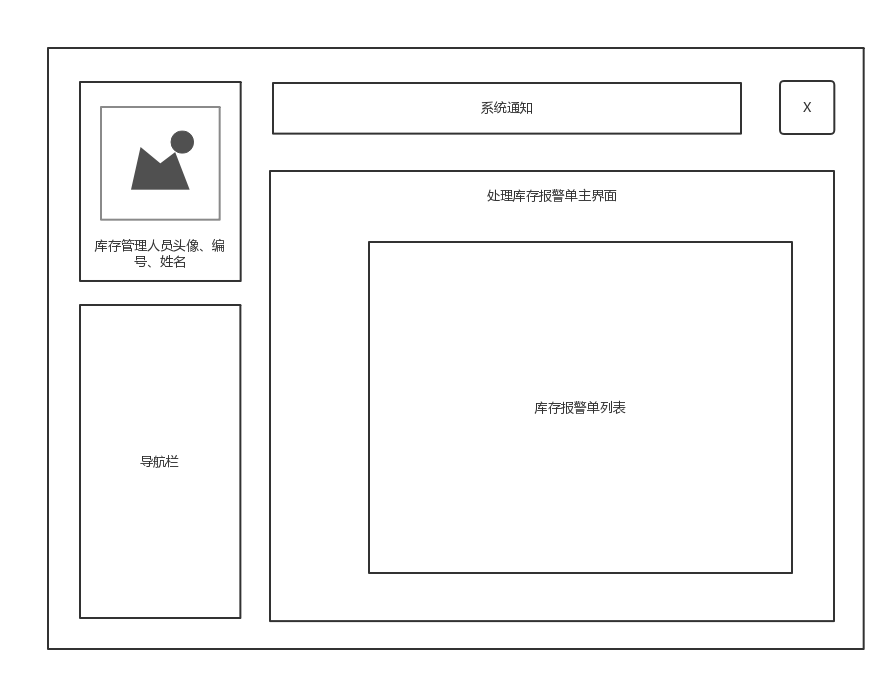 系统通知
X
库存管理人员头像、编
号、姓名
处理库存报警单主界面
库存报警单列表
导航栏